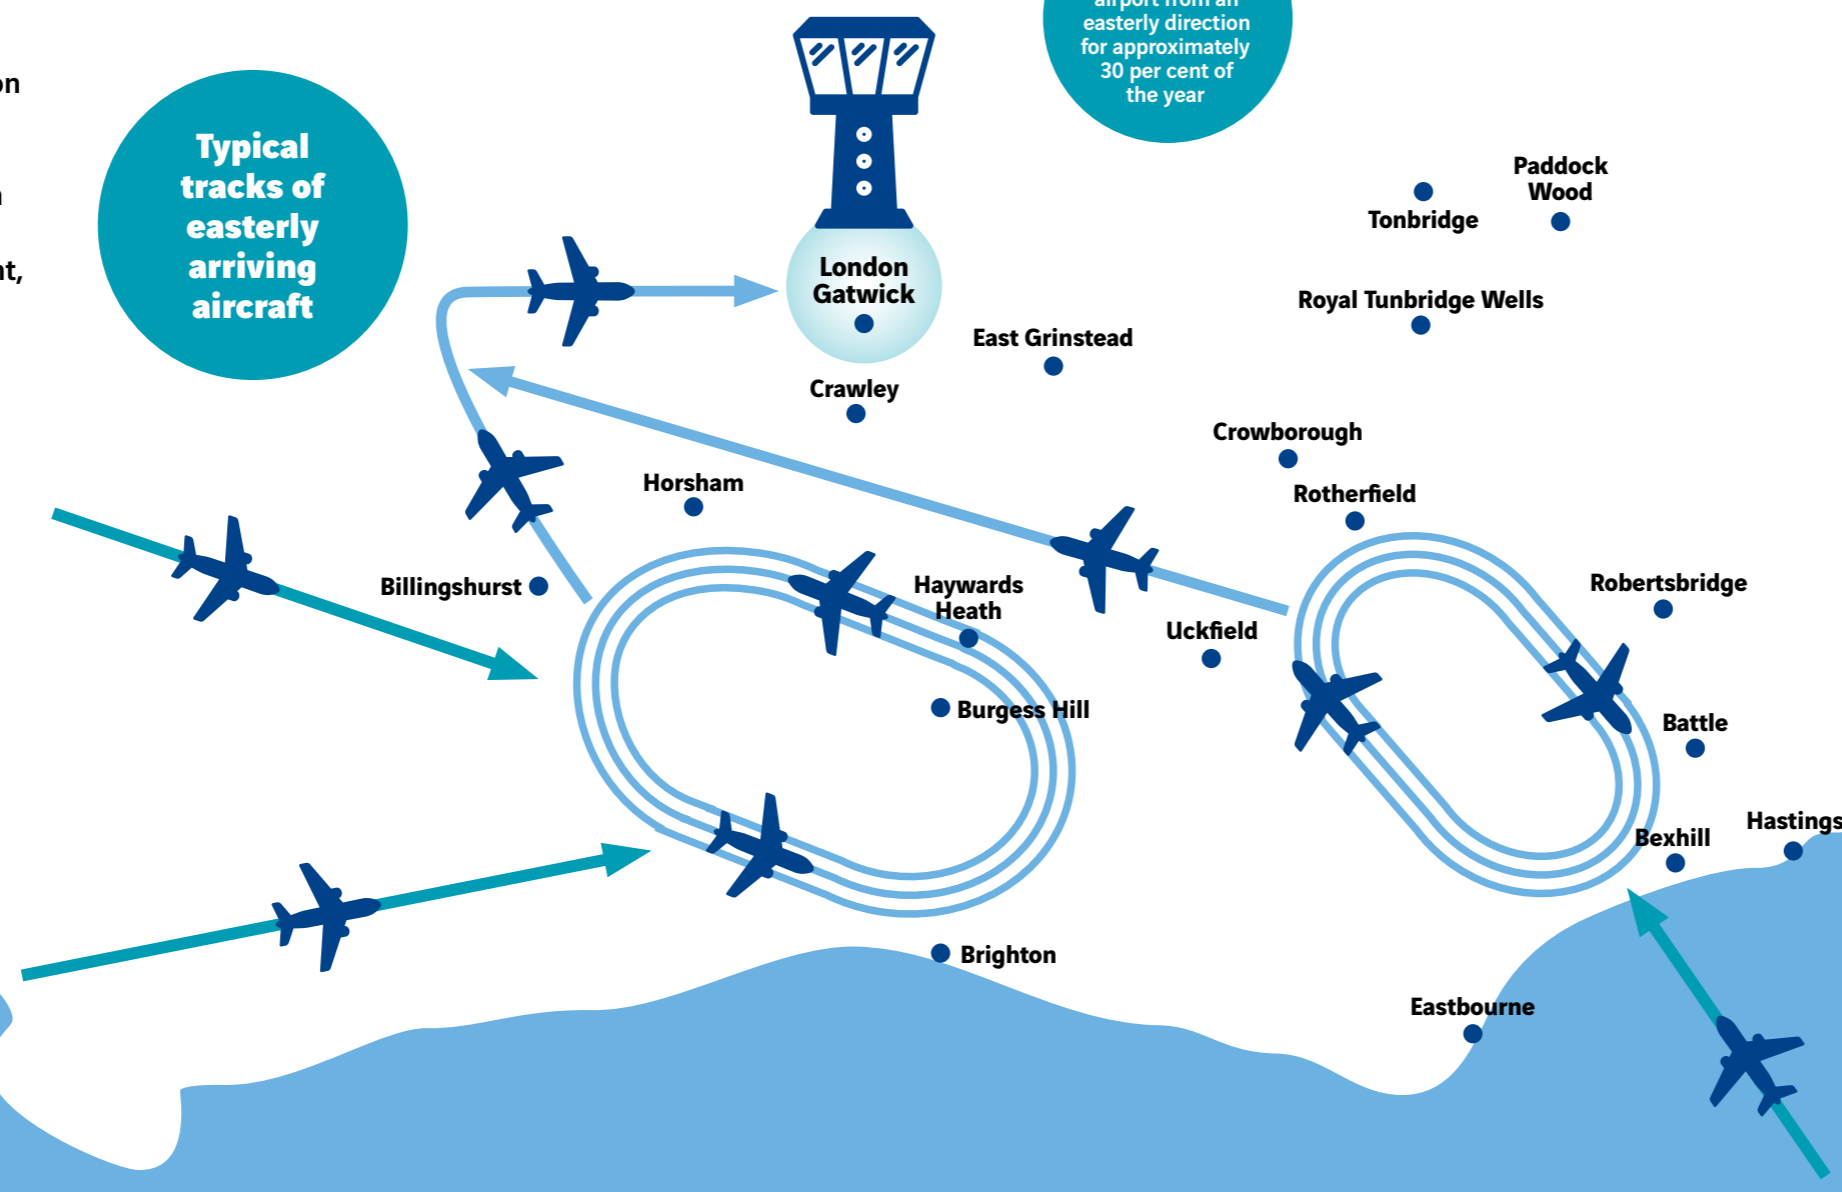 on
easterly direction
for approximately
30 per cent of
the year
Typical
tracks of
easterly
arriving
aircraft
Paddock
Wood
Tonbridge
London
Gatwick
Royal Tunbridge Wells
East Grinstead
Crawley
Crowborough
Horsham
Rotherfield
Billingshurst
Haywards
Heath
Robertsbridge
Uckfield
Burgess Hill
Battle
Hastings
Bexhill
Brighton
Eastbourne